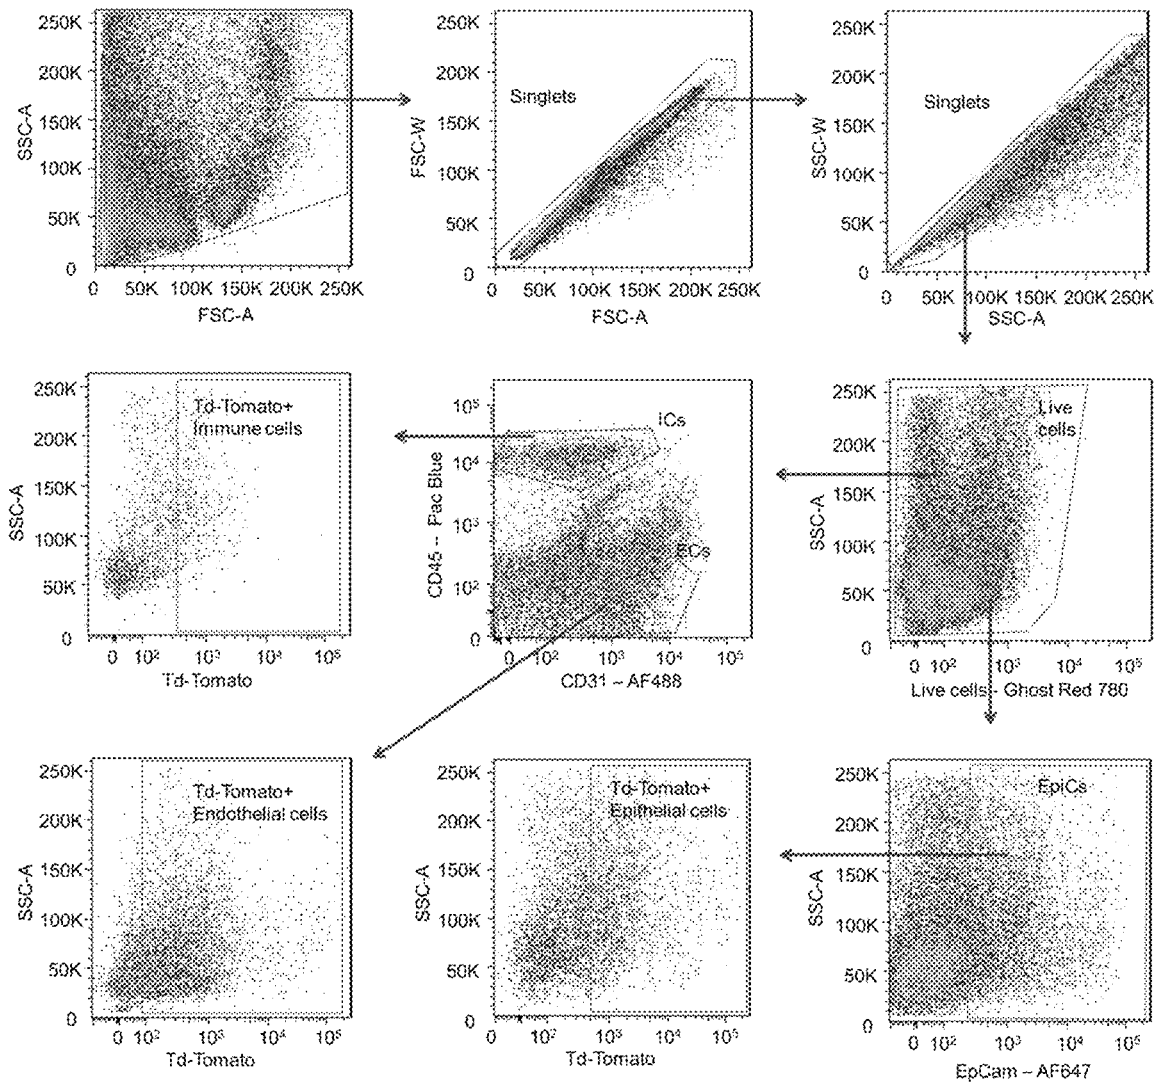 250K
200K
150K
100K
50K
0
SSC-A
0 50K 100K 150K 200K 250K
FSC-A
250K
200K
150K
100K
50K
0
FSC-W
Singlets
0 50K 100K 150K 200K 250K
FSC-A
250K
200K
150K
100K
50K
0
SSC-W
Singlets
0 50K 100K 150K 200K 250K
SSC-A
250K
200K
150K
100K
50K
0
SSC-A
Td-Tomato+
Immune cells
0 10² 10³ 10⁴ 10⁵
Td-Tomato
10⁵
10⁴
10³
10²
0
CD45 – Pac Blue
ICs
ECs
0 10² 10³ 10⁴ 10⁵
CD31 – AF488
250K
200K
150K
100K
50K
0
SSC-A
Live
cells
0 10² 10³ 10⁴ 10⁵
Live cells - Ghost Red 780
250K
200K
150K
100K
50K
0
SSC-A
Td-Tomato+
Endothelial cells
0 10² 10³ 10⁴ 10⁵
Td-Tomato
250K
200K
150K
100K
50K
0
SSC-A
Td-Tomato+
Epithelial cells
0 10² 10³ 10⁴ 10⁵
Td-Tomato
250K
200K
150K
100K
50K
0
SSC-A
EpiCs
0 10² 10³ 10⁴ 10⁵
EpCam – AF647